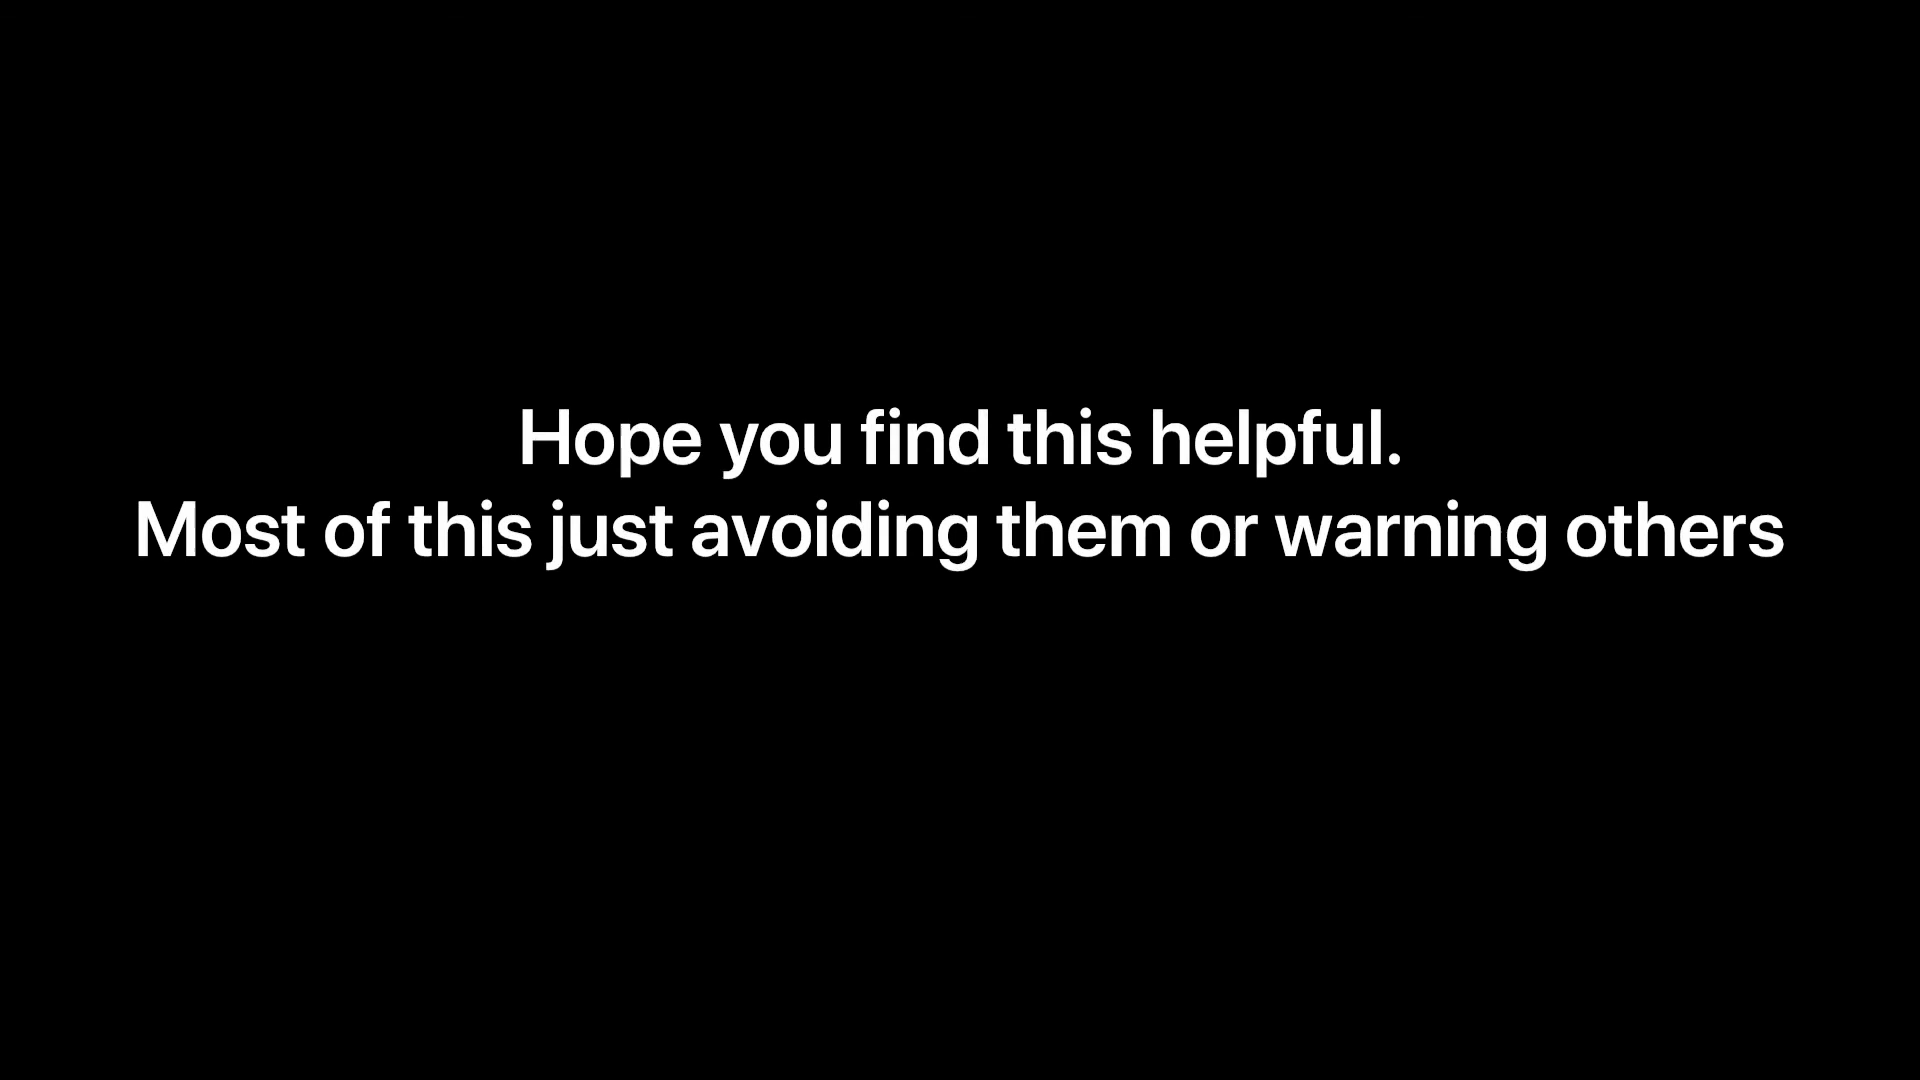 Hope you find this helpful.
Most of this just avoiding them or warning others